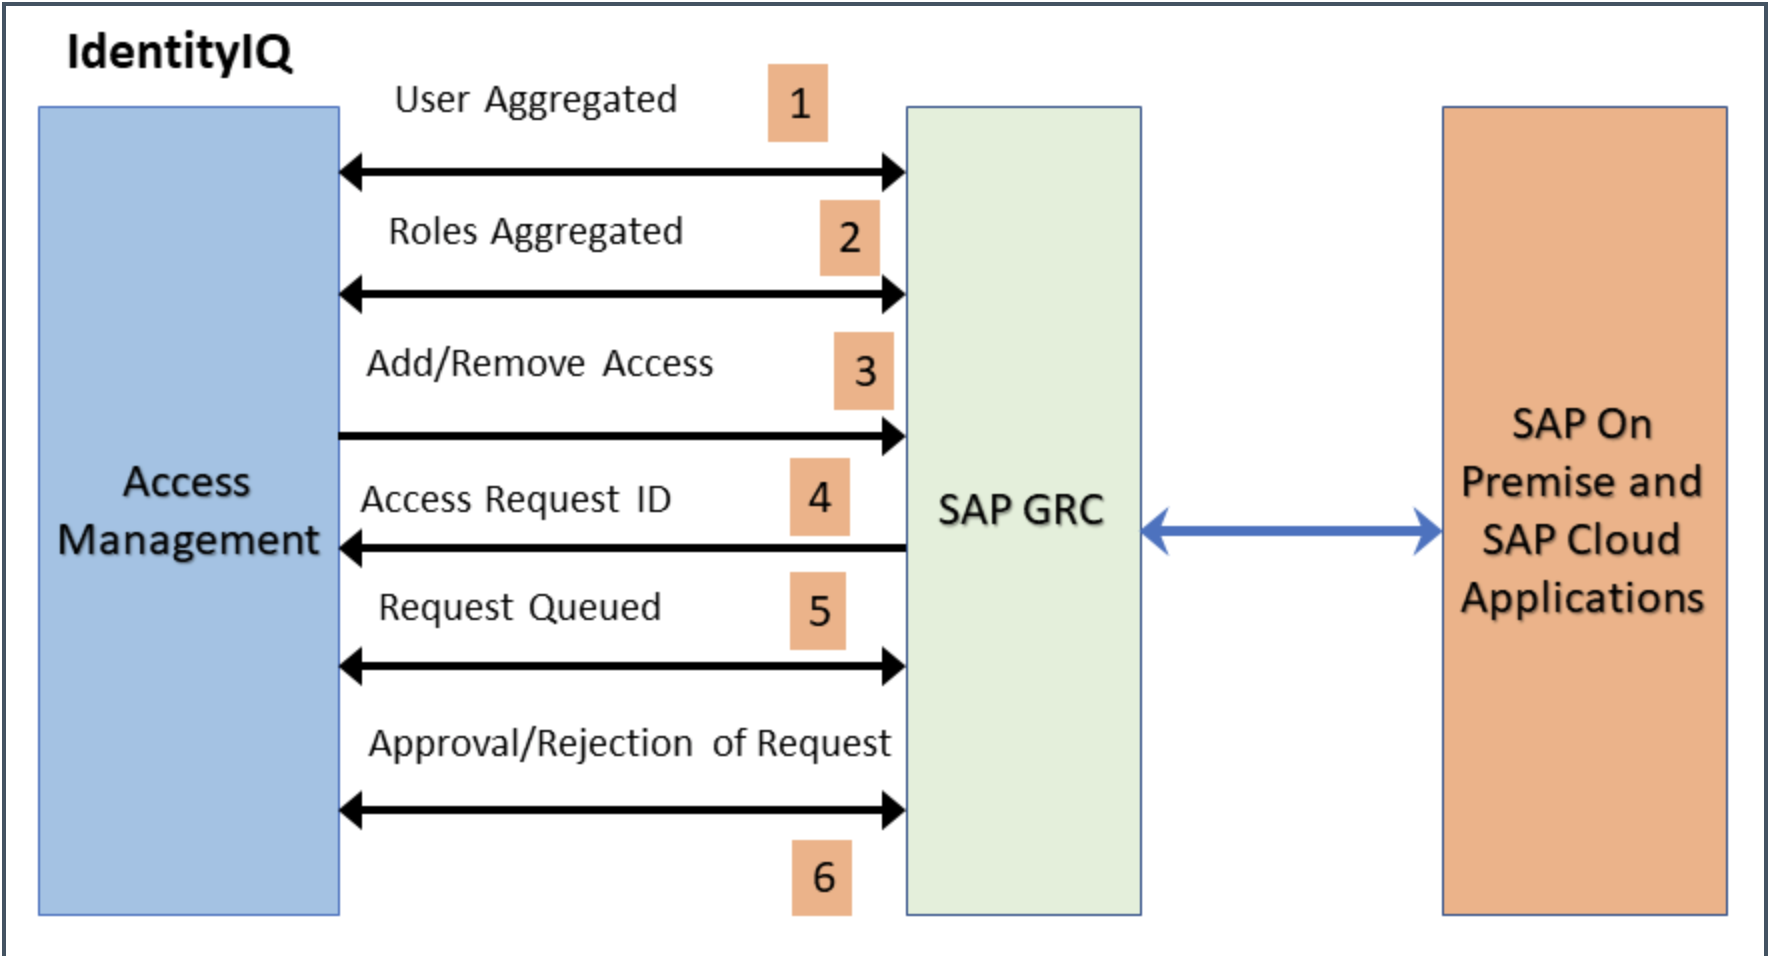 IdentityIQ
User Aggregated 1
Roles Aggregated 2
Add/Remove Access 3
Access Request ID 4
Request Queued 5
Approval/Rejection of Request
6
Access
Management
SAP GRC
SAP On
Premise and
SAP Cloud
Applications